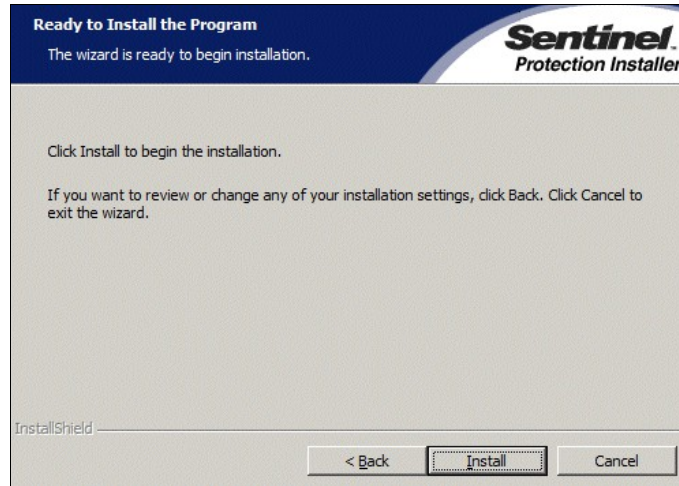 Ready to Install the Program
The wizard is ready to begin installation.
Sentinel.
Protection Installer
Click Install to begin the installation.
If you want to review or change any of your installation settings, click Back. Click Cancel to
exit the wizard.
InstallShield
< Back
Install
Cancel